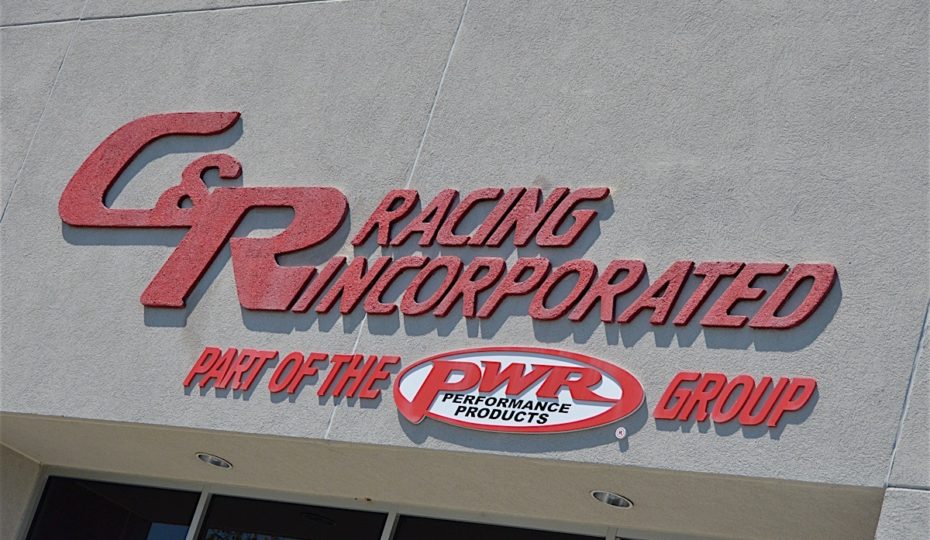 C&R RACING
INCORPORATED
PART OF THE PWR GROUP
PERFORMANCE
PRODUCTS